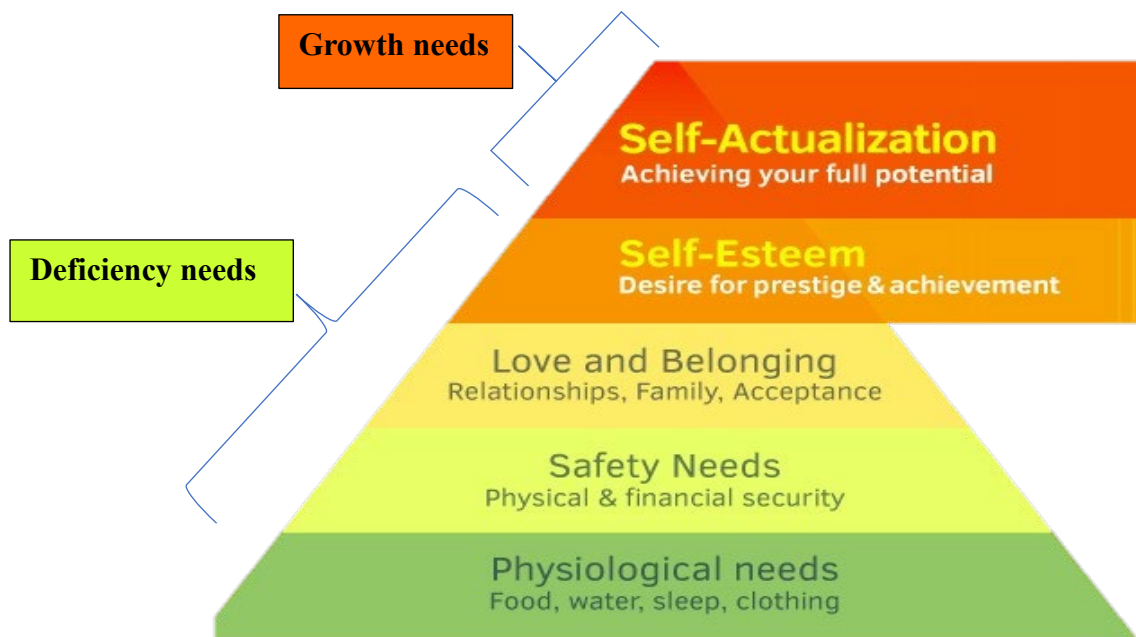 Growth needs
Self-Actualization
Achieving your full potential
Deficiency needs
Self-Esteem
Desire for prestige & achievement
Love and Belonging
Relationships, Family, Acceptance
Safety Needs
Physical & financial security
Physiological needs
Food, water, sleep, clothing